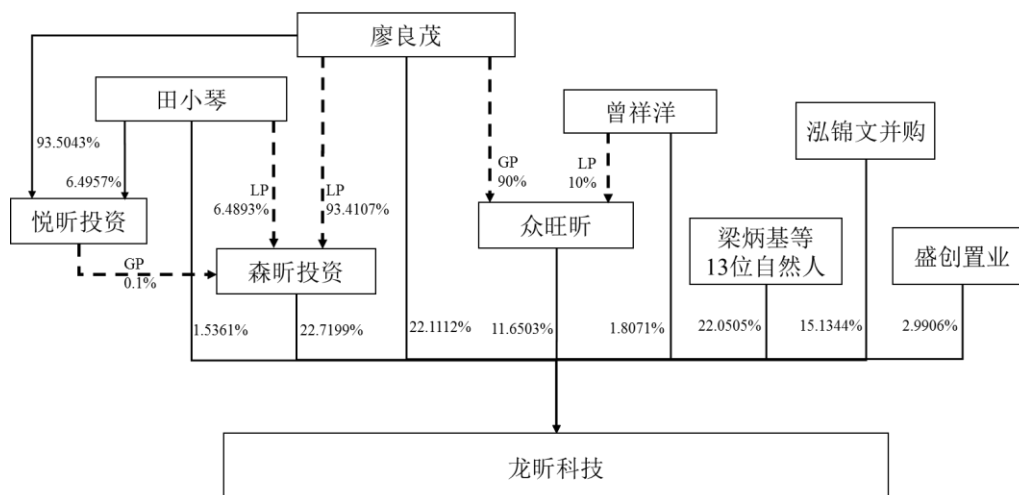 廖良茂
田小琴
曾祥洋
泓锦文并购
93.5043%
6.4957%
LP
6.4893%
LP
93.4107%
GP
90%
LP
10%
悦昕投资
众旺昕
梁炳基等
13位自然人
盛创置业
GP
0.1%
森昕投资
1.5361%
22.7199%
22.1112%
11.6503%
1.8071%
22.0505%
15.1344%
2.9906%
龙昕科技